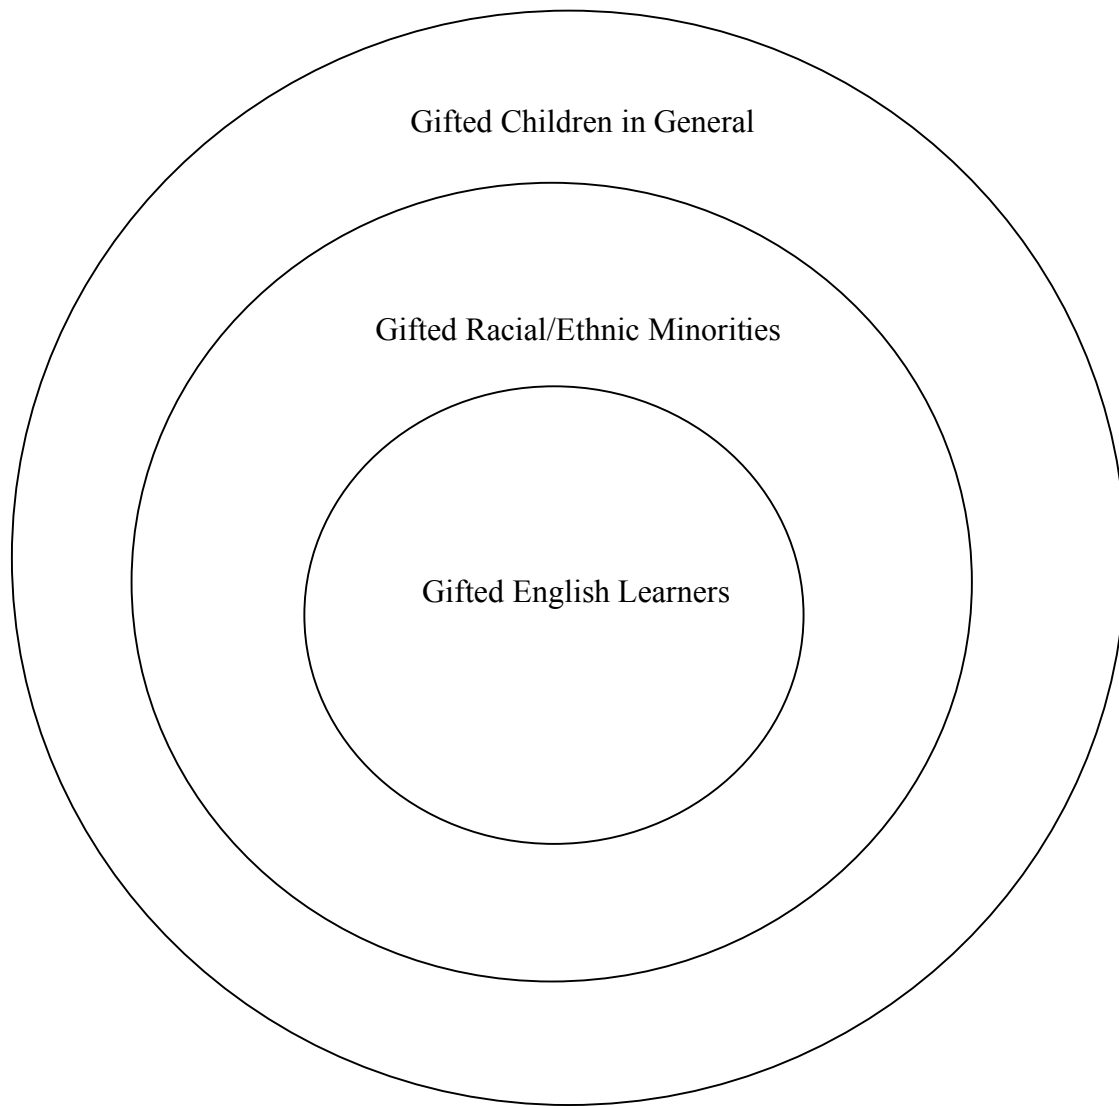 Gifted Children in General
Gifted Racial/Ethnic Minorities
Gifted English Learners